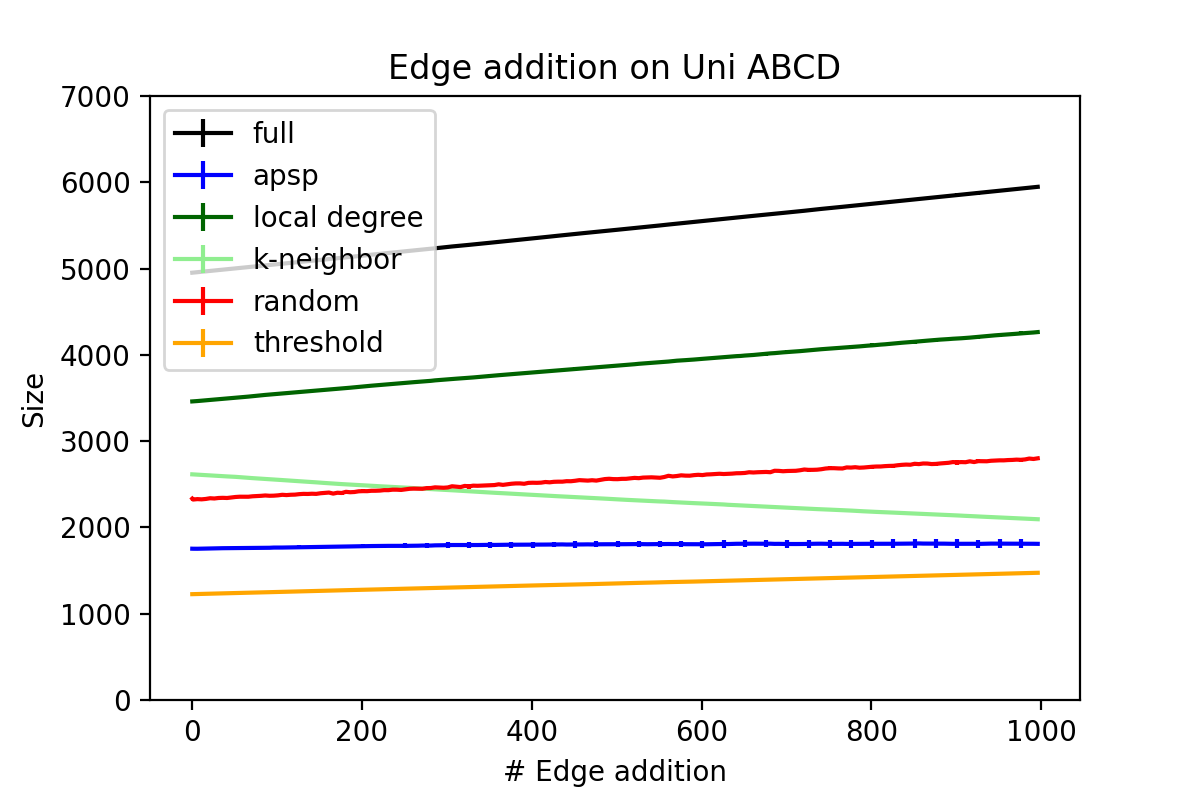 Edge addition on Uni ABCD
7000
6000
5000
4000
3000
2000
1000
0
Size
full
apsp
local degree
k-neighbor
random
threshold
0
200
400
600
800
1000
# Edge addition